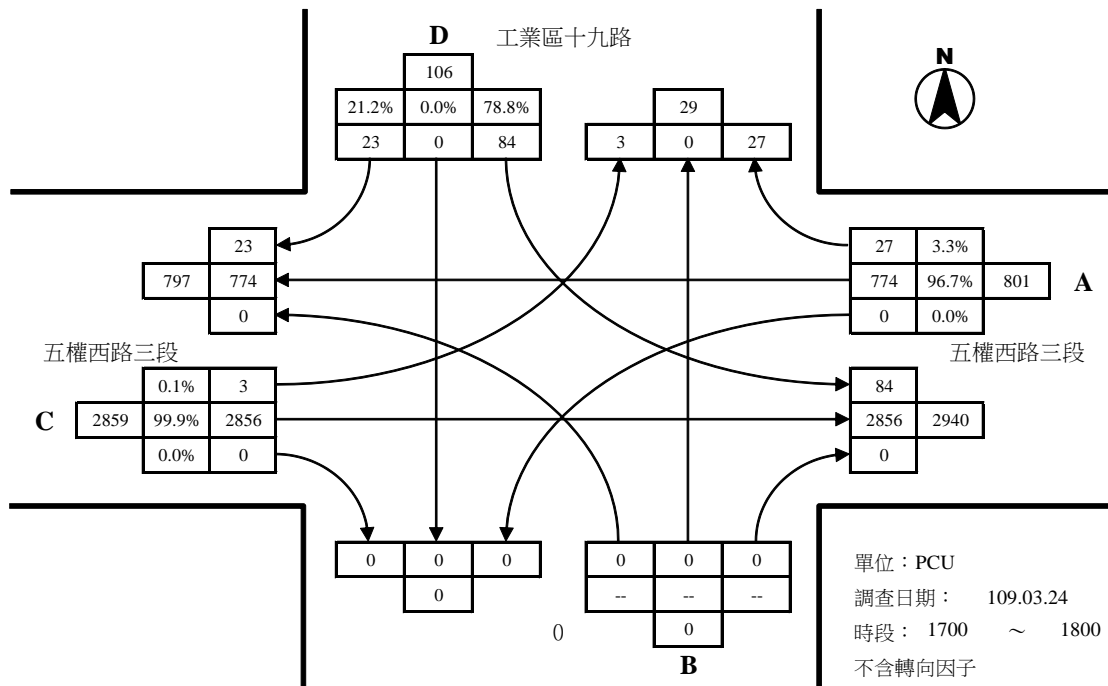 D 工業區十九路
N
106
21.2% 0.0% 78.8%
23 0 84
29
3 0 27
23
797 774
0
27 3.3%
774 96.7% 801
0 0.0%
A
五權西路三段
五權西路三段
0.1% 3
C 2859 99.9% 2856
0.0% 0
84
2856 2940
0
0 0 0
0
0 0 0
-- -- --
0
0
B
單位：PCU
調查日期： 109.03.24
時段： 1700 ～ 1800
不含轉向因子